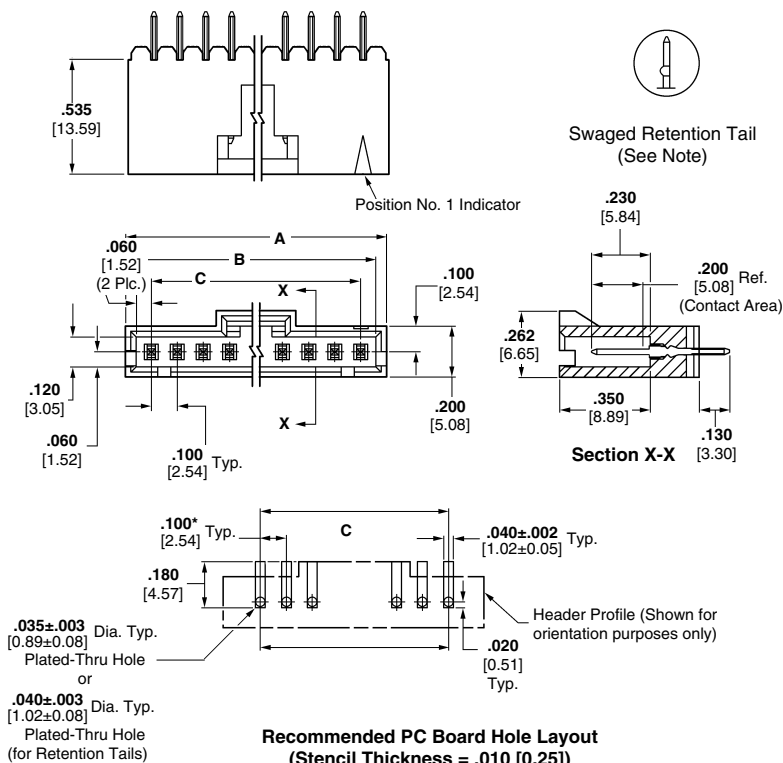 .535
[13.59]
Swaged Retention Tail
(See Note)
Position No. 1 Indicator
A
B
C
.060
[1.52]
(2 Plc.)
X
.100
[2.54]
.120
[3.05]
.060
[1.52]
.100
[2.54] Typ.
X
.200
[5.08]
.230
[5.84]
.200 Ref.
[5.08]
(Contact Area)
.262
[6.65]
.350
[8.89]
.130
[3.30]
Section X-X
.100* Typ.
[2.54]
C
.040±.002 Typ.
[1.02±0.05]
.180
[4.57]
Header Profile (Shown for
orientation purposes only)
.020
[0.51]
Typ.
.035±.003 Dia. Typ.
[0.89±0.08]
Plated-Thru Hole
or
.040±.003 Dia. Typ.
[1.02±0.08]
Plated-Thru Hole
(for Retention Tails)
Recommended PC Board Hole Layout
(Stencil Thickness = .010 [0.25])